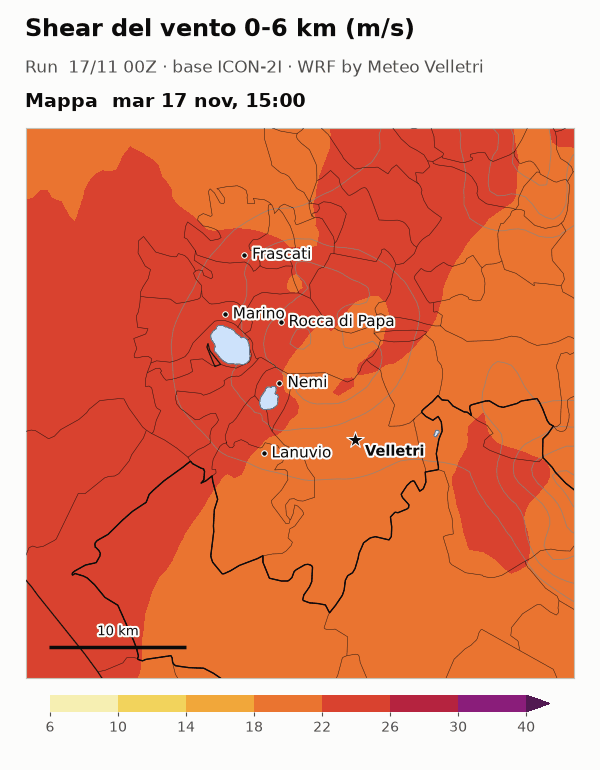 Shear del vento 0-6 km (m/s)
Run  17/11 00Z · base ICON-2I · WRF by Meteo Velletri
Mappa  mar 17 nov, 15:00
Frascati
Marino
Rocca di Papa
Nemi
Velletri
Lanuvio
10 km
6 10 14 18 22 26 30 40